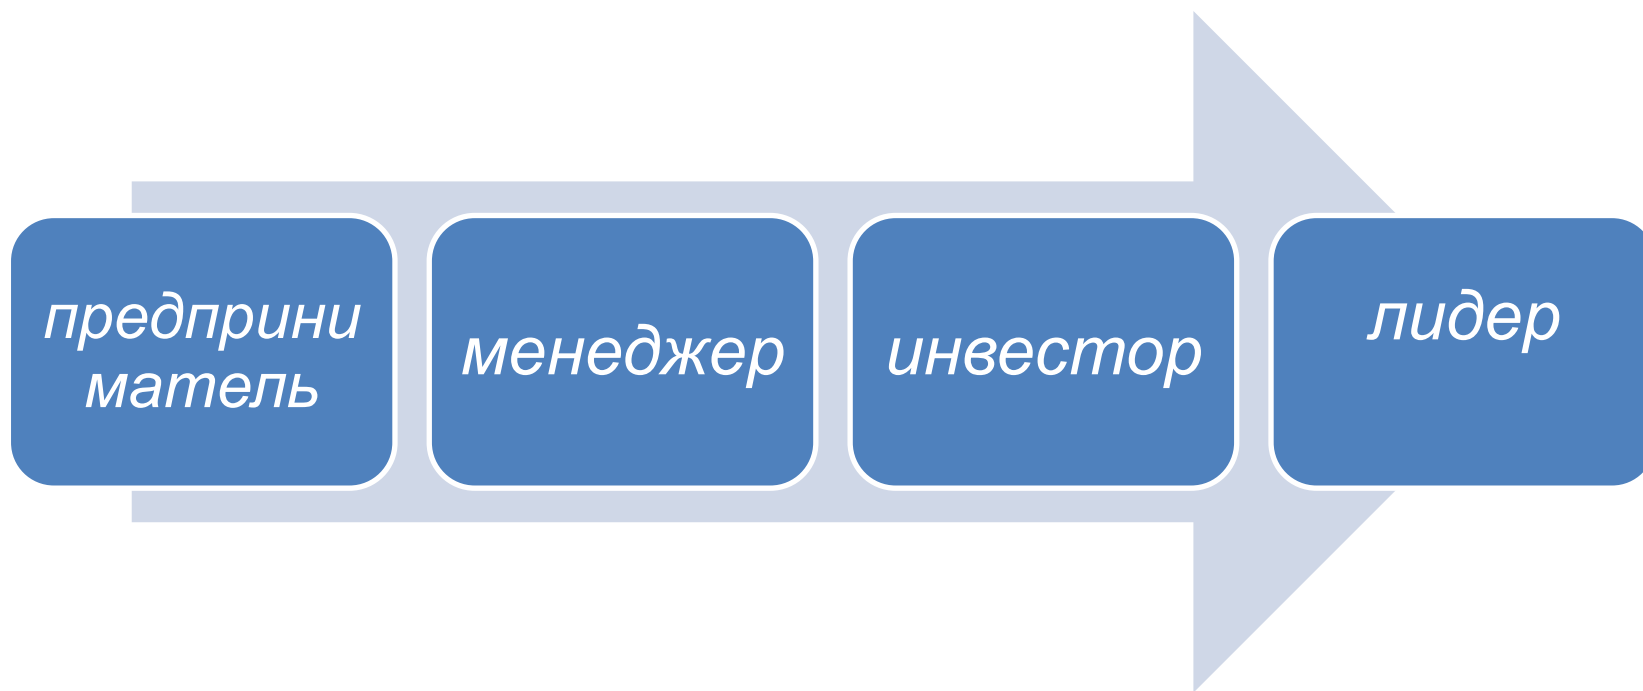 предприни
матель
менеджер
инвестор
лидер